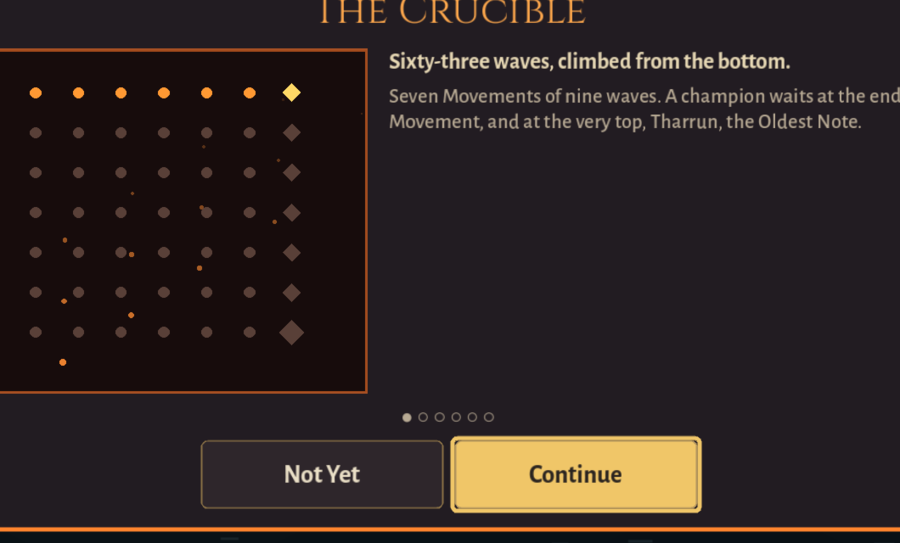 THE CRUCIBLE
Sixty-three waves, climbed from the bottom.
Seven Movements of nine waves. A champion waits at the end
Movement, and at the very top, Tharrun, the Oldest Note.
Not Yet
Continue